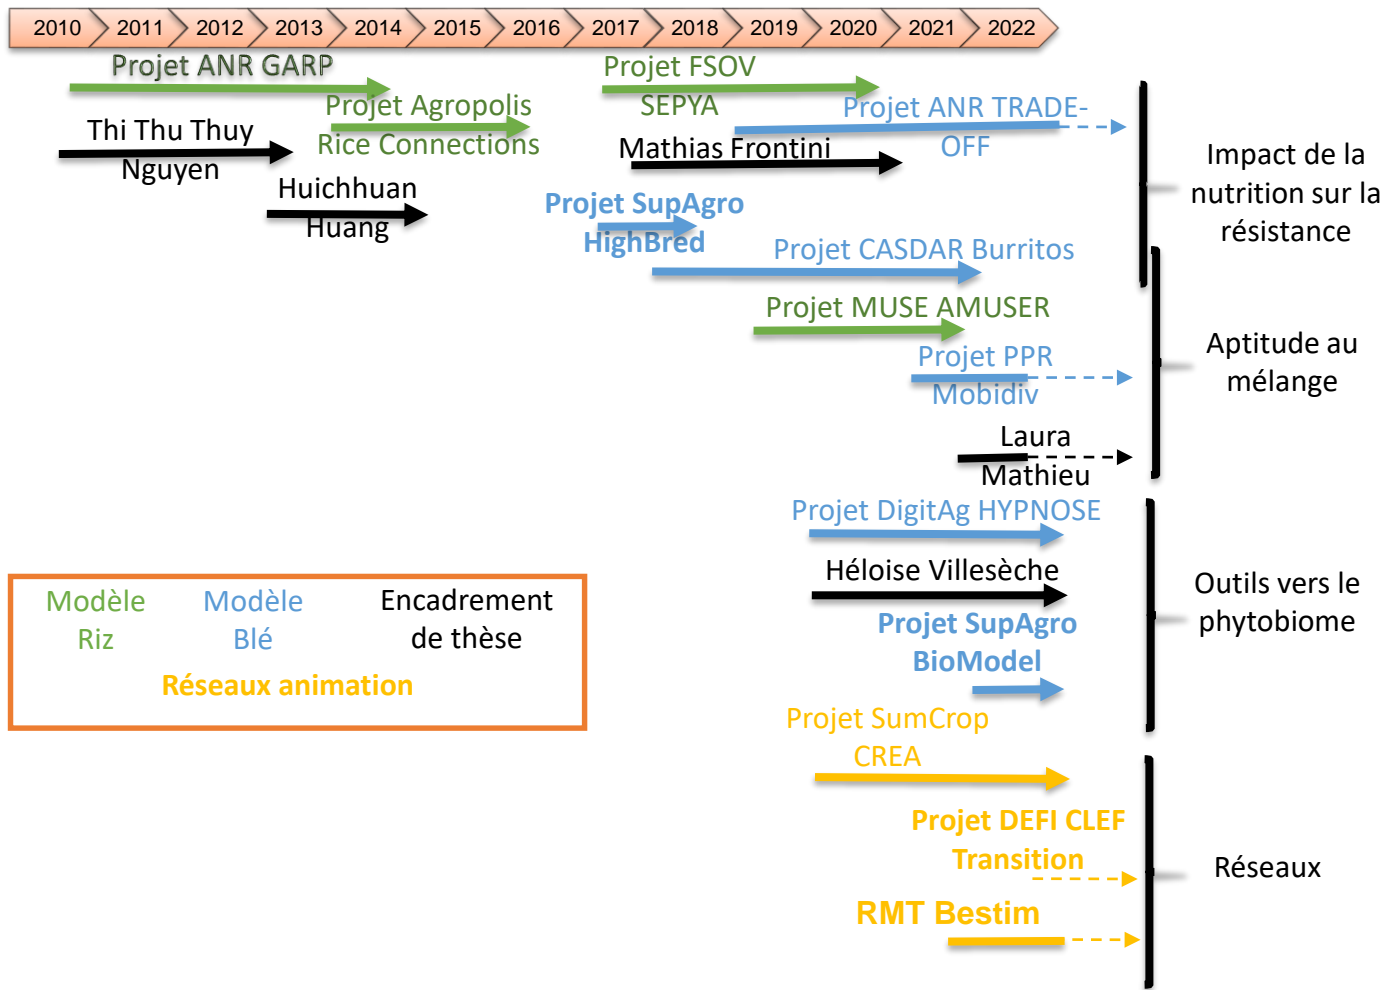 2010 2011 2012 2013 2014 2015 2016 2017 2018 2019 2020 2021 2022
Projet ANR GARP
Projet Agropolis
Rice Connections
Thi Thu Thuy
Nguyen
Huichhuan
Huang
Projet FSOV
SEPYA
Projet ANR TRADE-
OFF
Mathias Frontini
Projet SupAgro
HighBred
Projet CASDAR Burritos
Projet MUSE AMUSER
Projet PPR
Mobidiv
Laura
Mathieu
Projet DigitAg HYPNOSE
Héloise Villesèche
Projet SupAgro
BioModel
Projet SumCrop
CREA
Projet DEFI CLEF
Transition
RMT Bestim
Impact de la
nutrition sur la
résistance
Aptitude au
mélange
Outils vers le
phytobiome
Réseaux
Modèle
Riz
Modèle
Blé
Encadrement
de thèse
Réseaux animation